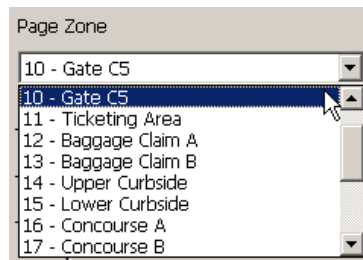 Page Zone
10 - Gate C5
10 - Gate C5
11 - Ticketing Area
12 - Baggage Claim A
13 - Baggage Claim B
14 - Upper Curbside
15 - Lower Curbside
16 - Concourse A
17 - Concourse B